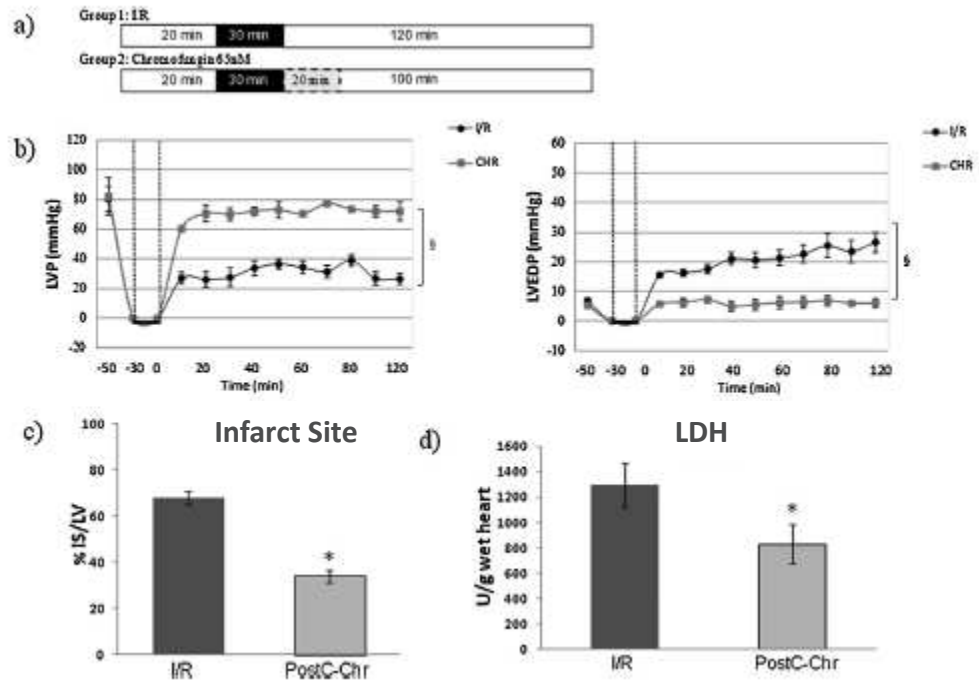 a)
Group 1: I/R
20 min 30 min 120 min
Group 2: Chromofungin 65nM
20 min 30 min 20 min 100 min
b)
I/R
CHR
LVP (mmHg)
120
100
80
60
40
20
0
-20
-50 -30 0 20 40 60 80 120
Time (min)
§
I/R
CHR
LVEDP (mmHg)
60
50
40
30
20
10
0
-10
-50 -30 0 20 40 60 80 120
Time (min)
§
c)
Infarct Site
% IS/LV
100
80
60
40
20
0
*
I/R PostC-Chr
d)
LDH
U/g wet heart
1600
1400
1200
1000
800
600
400
200
0
*
I/R PostC-Chr